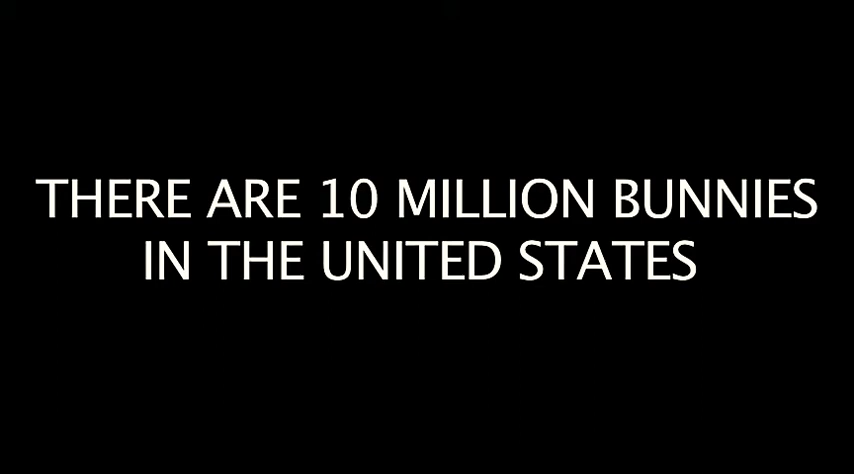 THERE ARE 10 MILLION BUNNIES
IN THE UNITED STATES